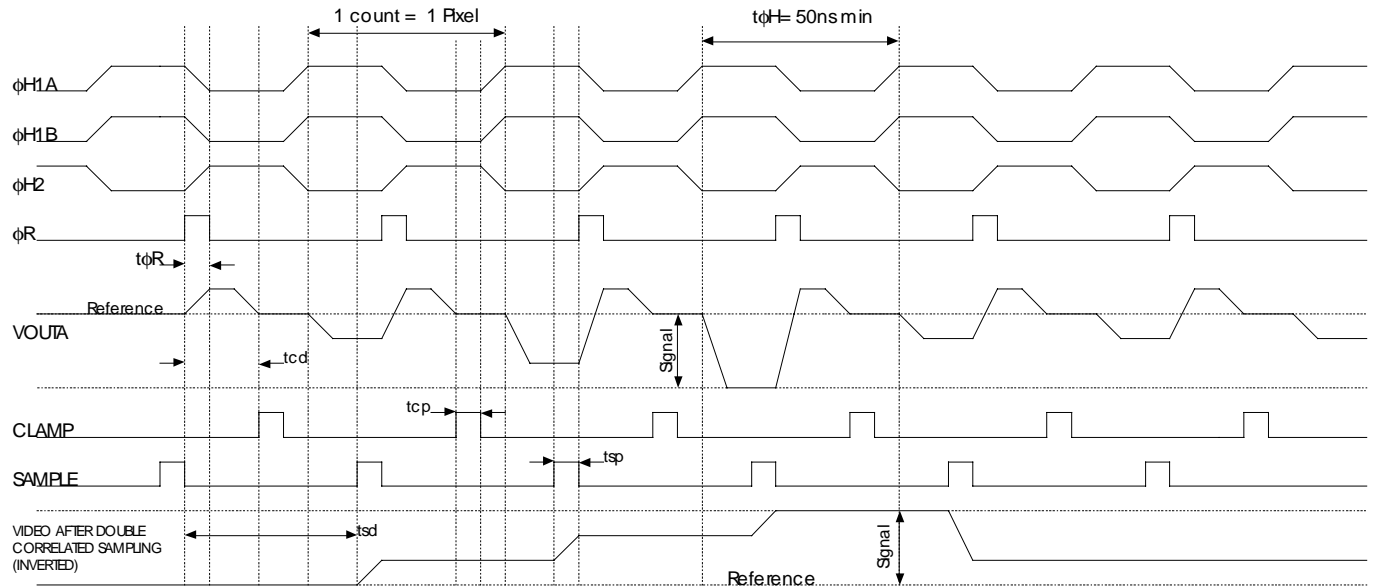 1 count = 1 Pixel
tϕH= 50ns min
ϕH1A
ϕH1B
ϕH2
ϕR
tϕR
Reference
VOUTA
tcd
Signal
tcp
CLAMP
tsp
SAMPLE
VIDEO AFTER DOUBLE
CORRELATED SAMPLING
(INVERTED)
tsd
Signal
Reference